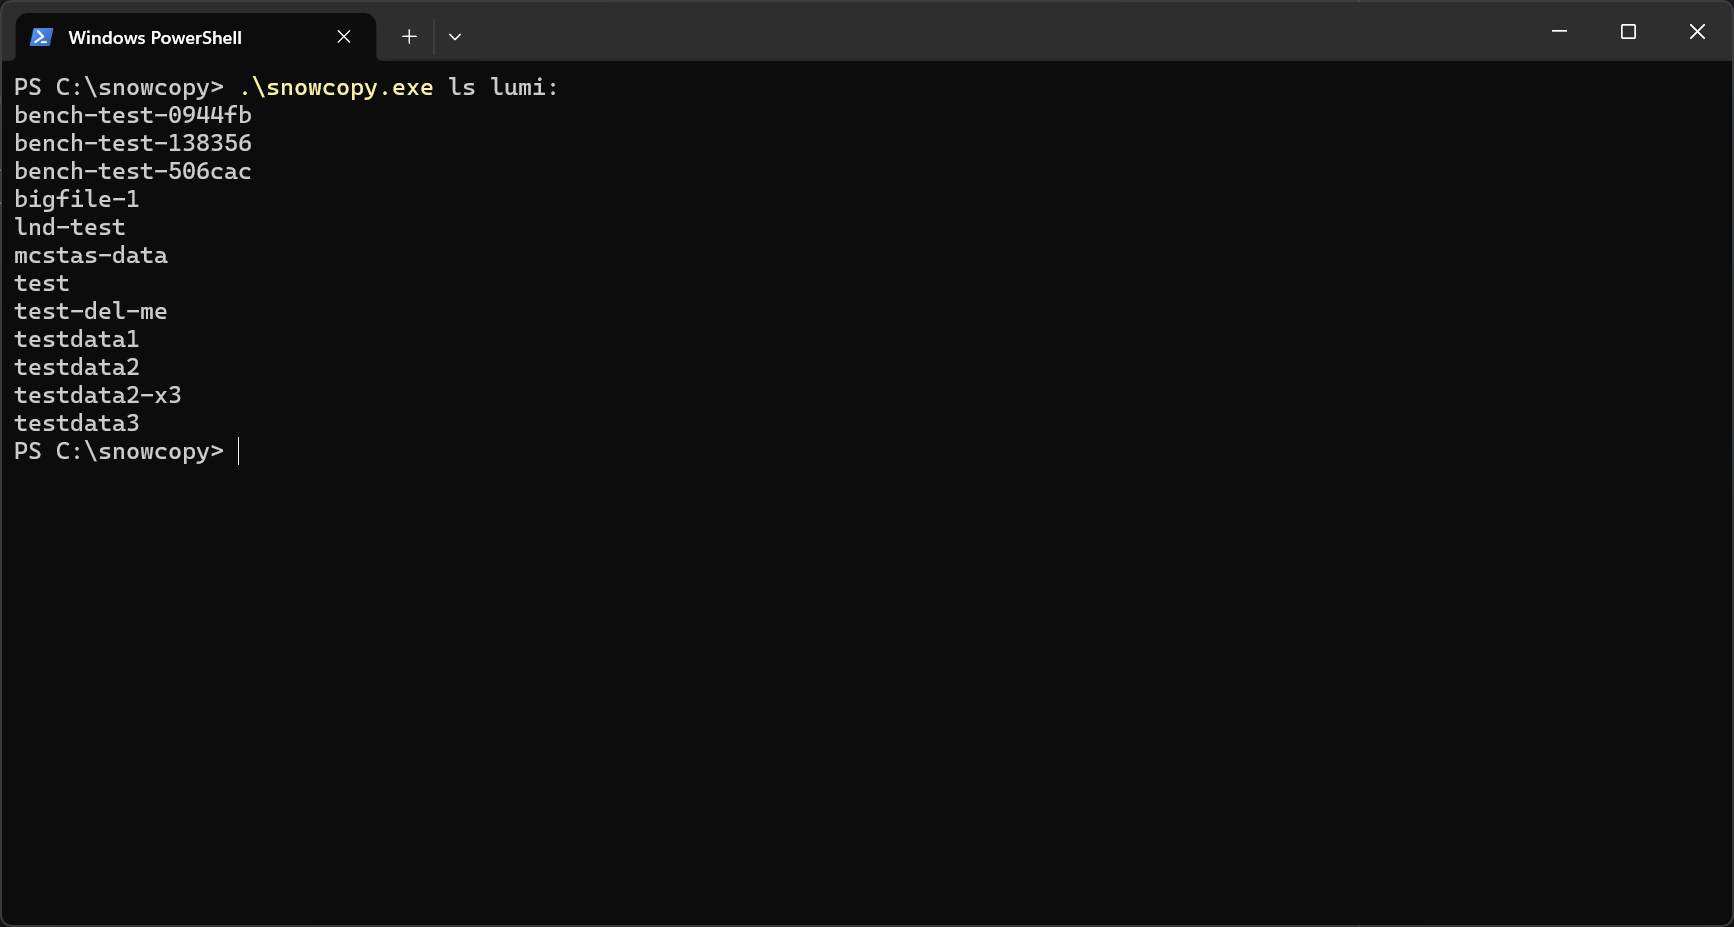 Windows PowerShell
PS C:\snowcopy> .\snowcopy.exe ls lumi:
bench-test-0944fb
bench-test-138356
bench-test-506cac
bigfile-1
lnd-test
mcstas-data
test
test-del-me
testdata1
testdata2
testdata2-x3
testdata3
PS C:\snowcopy>